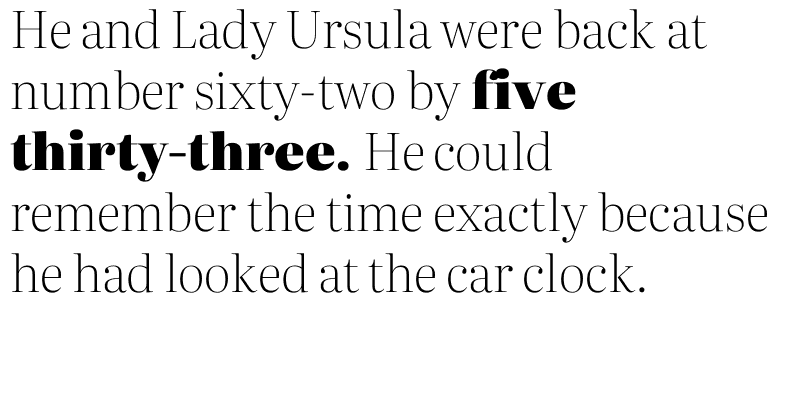 He and Lady Ursula were back at
number sixty-two by five
thirty-three. He could
remember the time exactly because
he had looked at the car clock.